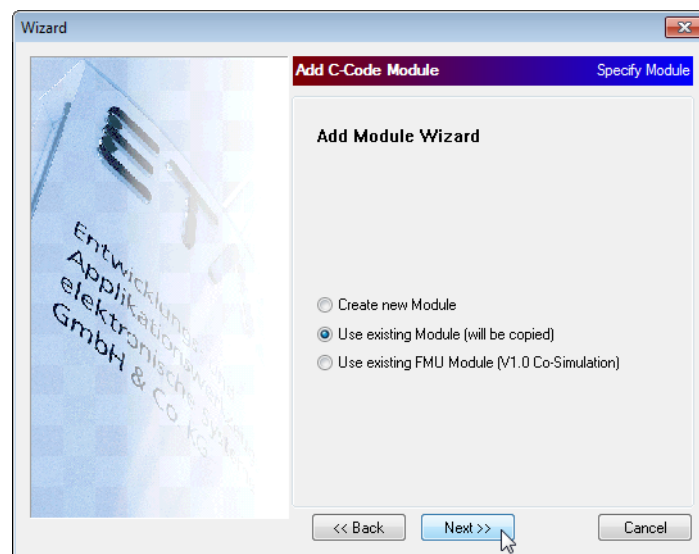 Wizard
Add C-Code Module Specify Module
ETA
Entwicklungs- und
Applikationswerkzeuge
elektronische Systeme
GmbH & Co KG
Add Module Wizard
Create new Module
Use existing Module (will be copied)
Use existing FMU Module (V1.0 Co-Simulation)
<< Back Next >> Cancel